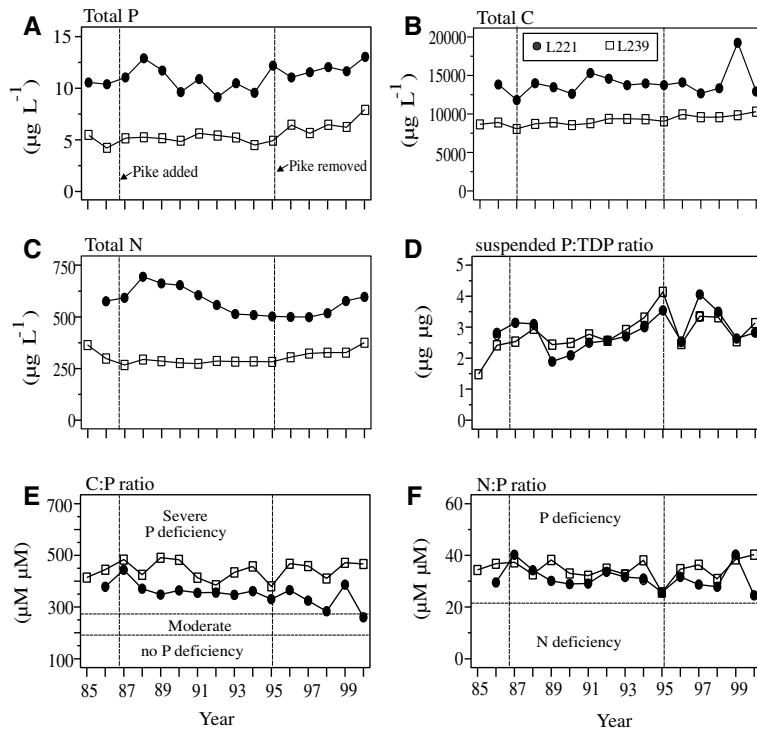 A Total P
15
10
5
0
(µg L⁻¹)
Pike added
Pike removed
B Total C
L221 L239
20000
15000
10000
5000
0
(µg L⁻¹)
C Total N
750
500
250
0
(µg L⁻¹)
D suspended P:TDP ratio
5
4
3
2
1
0
(µg µg)
E C:P ratio
700
500
300
100
(µM µM)
Severe
P deficiency
Moderate
no P deficiency
85 87 89 91 93 95 97 99
Year
F N:P ratio
60
40
20
0
(µM µM)
P deficiency
N deficiency
85 87 89 91 93 95 97 99
Year